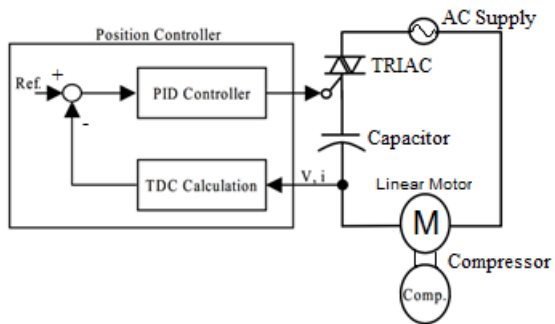 Position Controller
AC Supply
TRIAC
Ref.
+
PID Controller
-
Capacitor
TDC Calculation
V, i
Linear Motor
M
Compressor
Comp.